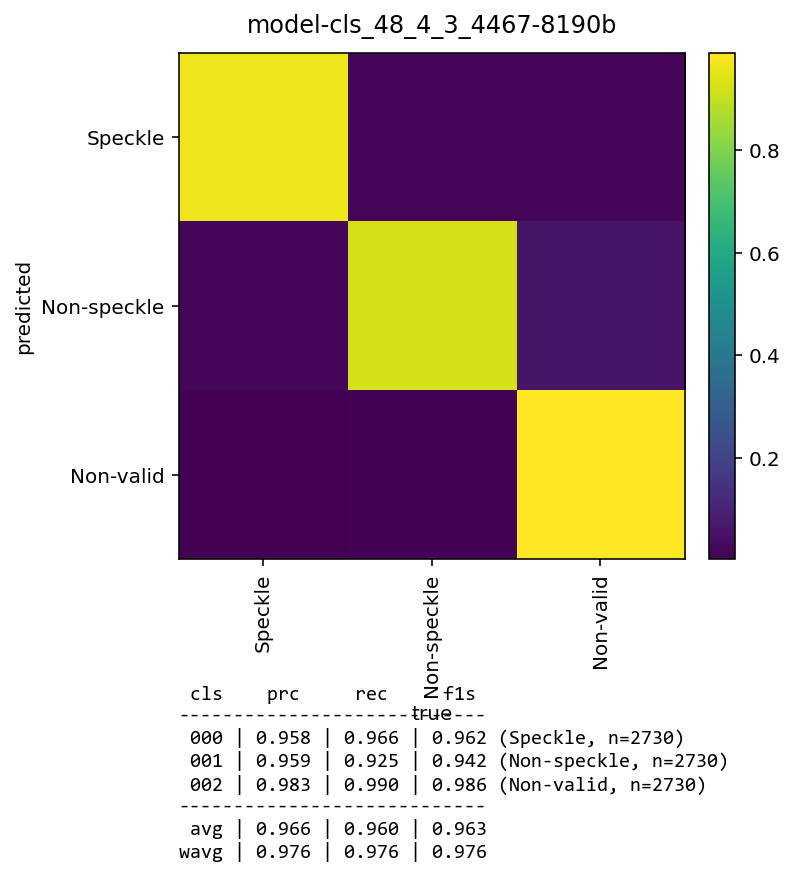 model-cls_48_4_3_4467-8190b
Speckle
Non-speckle
Non-valid
predicted
0.8
0.6
0.4
0.2
Speckle
Non-speckle
Non-valid
true
cls prc rec f1s
----------------------------
000 | 0.958 | 0.966 | 0.962 (Speckle, n=2730)
001 | 0.959 | 0.925 | 0.942 (Non-speckle, n=2730)
002 | 0.983 | 0.990 | 0.986 (Non-valid, n=2730)
----------------------------
avg | 0.966 | 0.960 | 0.963
wavg | 0.976 | 0.976 | 0.976